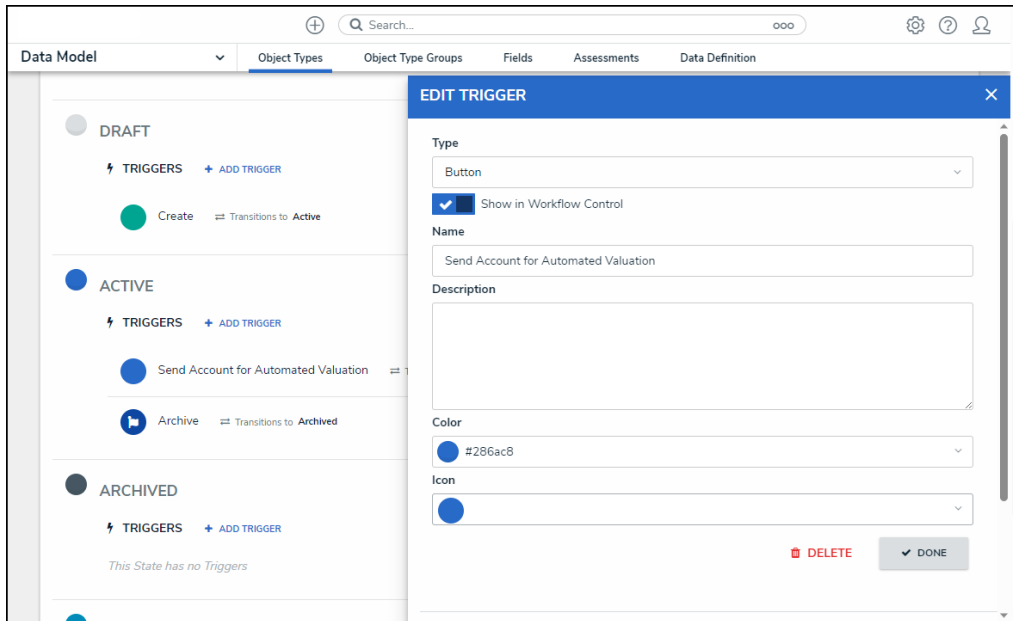 Search...
Data Model
Object Types
Object Type Groups
Fields
Assessments
Data Definition
DRAFT
TRIGGERS
+ ADD TRIGGER
Create
Transitions to Active
ACTIVE
TRIGGERS
+ ADD TRIGGER
Send Account for Automated Valuation
Archive
Transitions to Archived
ARCHIVED
TRIGGERS
+ ADD TRIGGER
This State has no Triggers
EDIT TRIGGER
Type
Button
Show in Workflow Control
Name
Send Account for Automated Valuation
Description
Color
#286ac8
Icon
DELETE
DONE